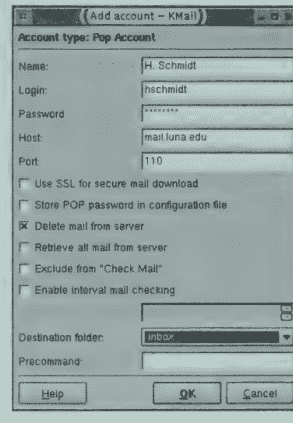 Add account – KMail
Account type: Pop Account
Name: H. Schmidt
Login: hschmidt
Password ********
Host: mail.luna.edu
Port: 110
Use SSL for secure mail download
Store POP password in configuration file
Delete mail from server
Retrieve all mail from server
Exclude from "Check Mail"
Enable interval mail checking
Destination folder: inbox
Precommand:
Help OK Cancel